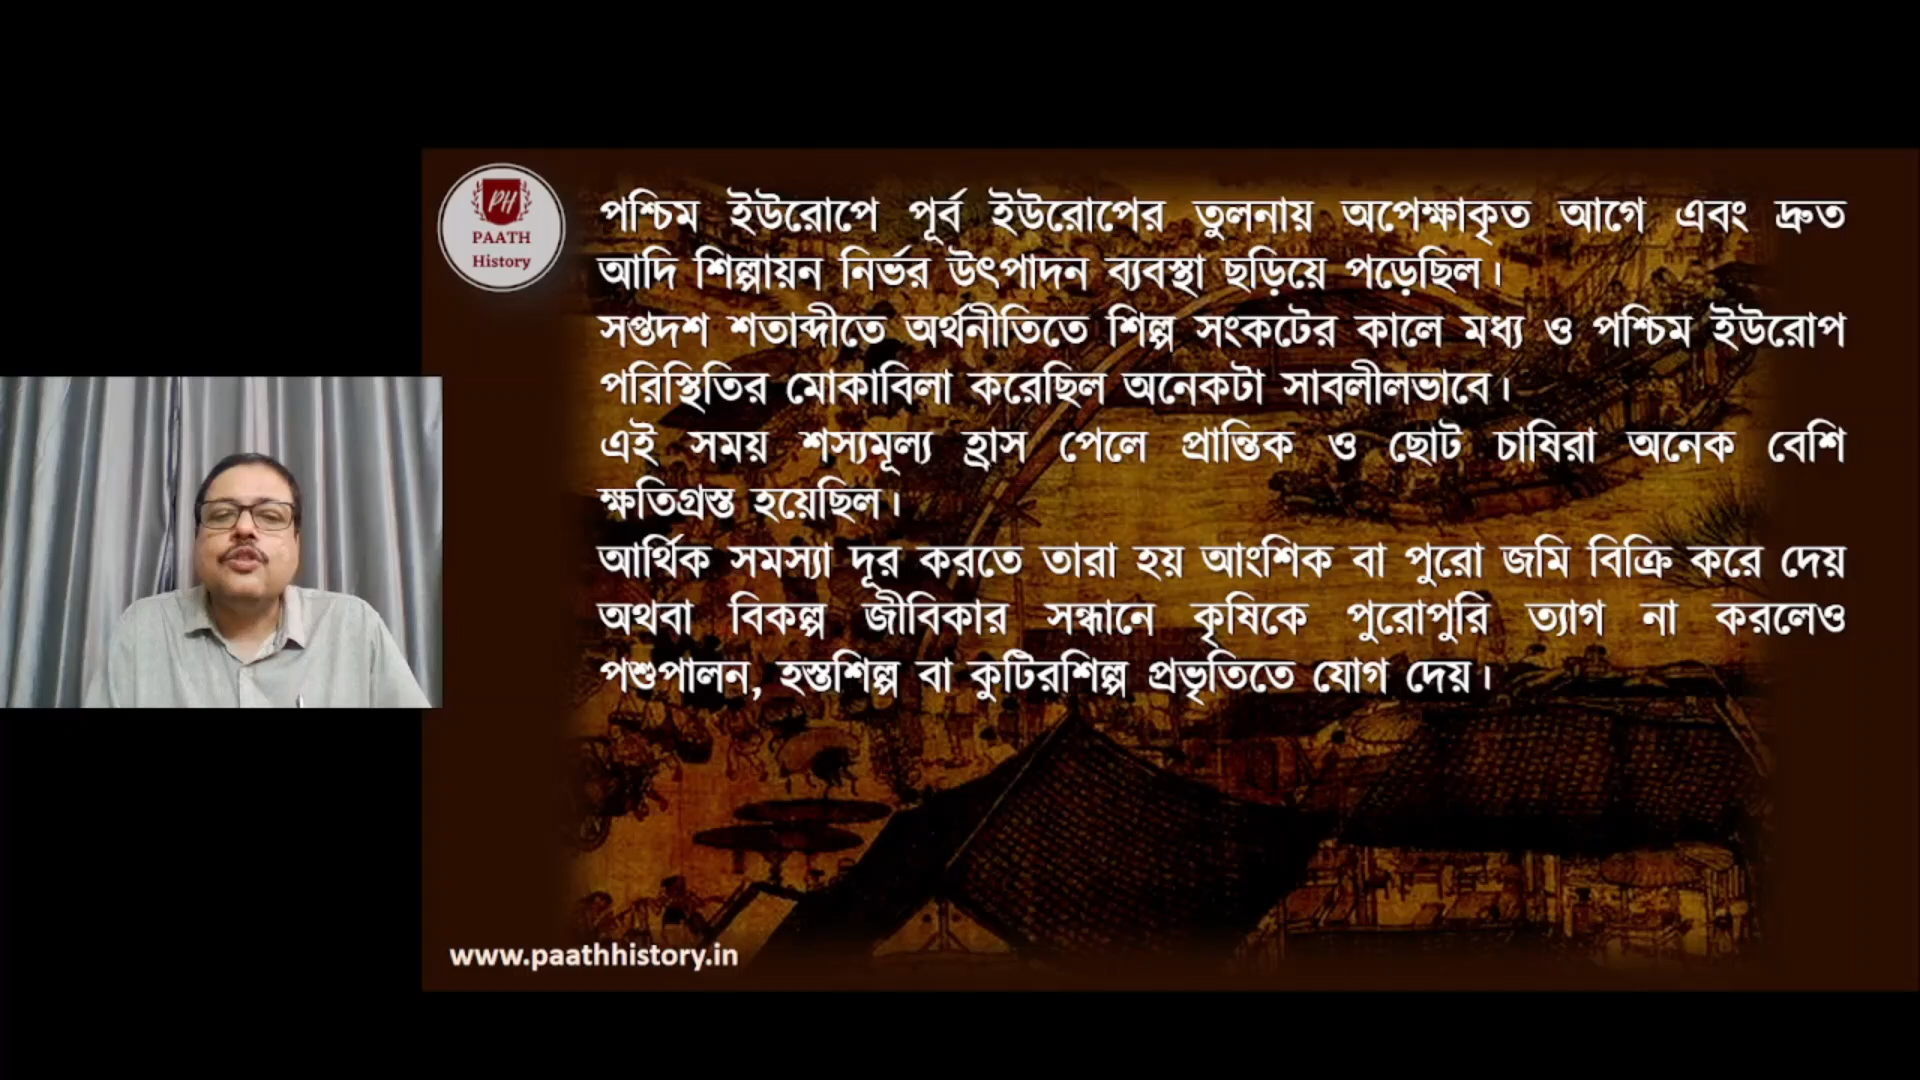 PH
PAATH
History
পশ্চিম ইউরোপে পূর্ব ইউরোপের তুলনায় অপেক্ষাকৃত আগে এবং দ্রুত
আদি শিল্পায়ন নির্ভর উৎপাদন ব্যবস্থা ছড়িয়ে পড়েছিল।
সপ্তদশ শতাব্দীতে অর্থনীতিতে শিল্প সংকটের কালে মধ্য ও পশ্চিম ইউরোপ
পরিস্থিতির মোকাবিলা করেছিল অনেকটা সাবলীলভাবে।
এই সময় শস্যমূল্য হ্রাস পেলে প্রান্তিক ও ছোট চাষিরা অনেক বেশি
ক্ষতিগ্রস্ত হয়েছিল।
আর্থিক সমস্যা দূর করতে তারা হয় আংশিক বা পুরো জমি বিক্রি করে দেয়
অথবা বিকল্প জীবিকার সন্ধানে কৃষিকে পুরোপুরি ত্যাগ না করলেও
পশুপালন, হস্তশিল্প বা কুটিরশিল্প প্রভৃতিতে যোগ দেয়।
www.paathhistory.in